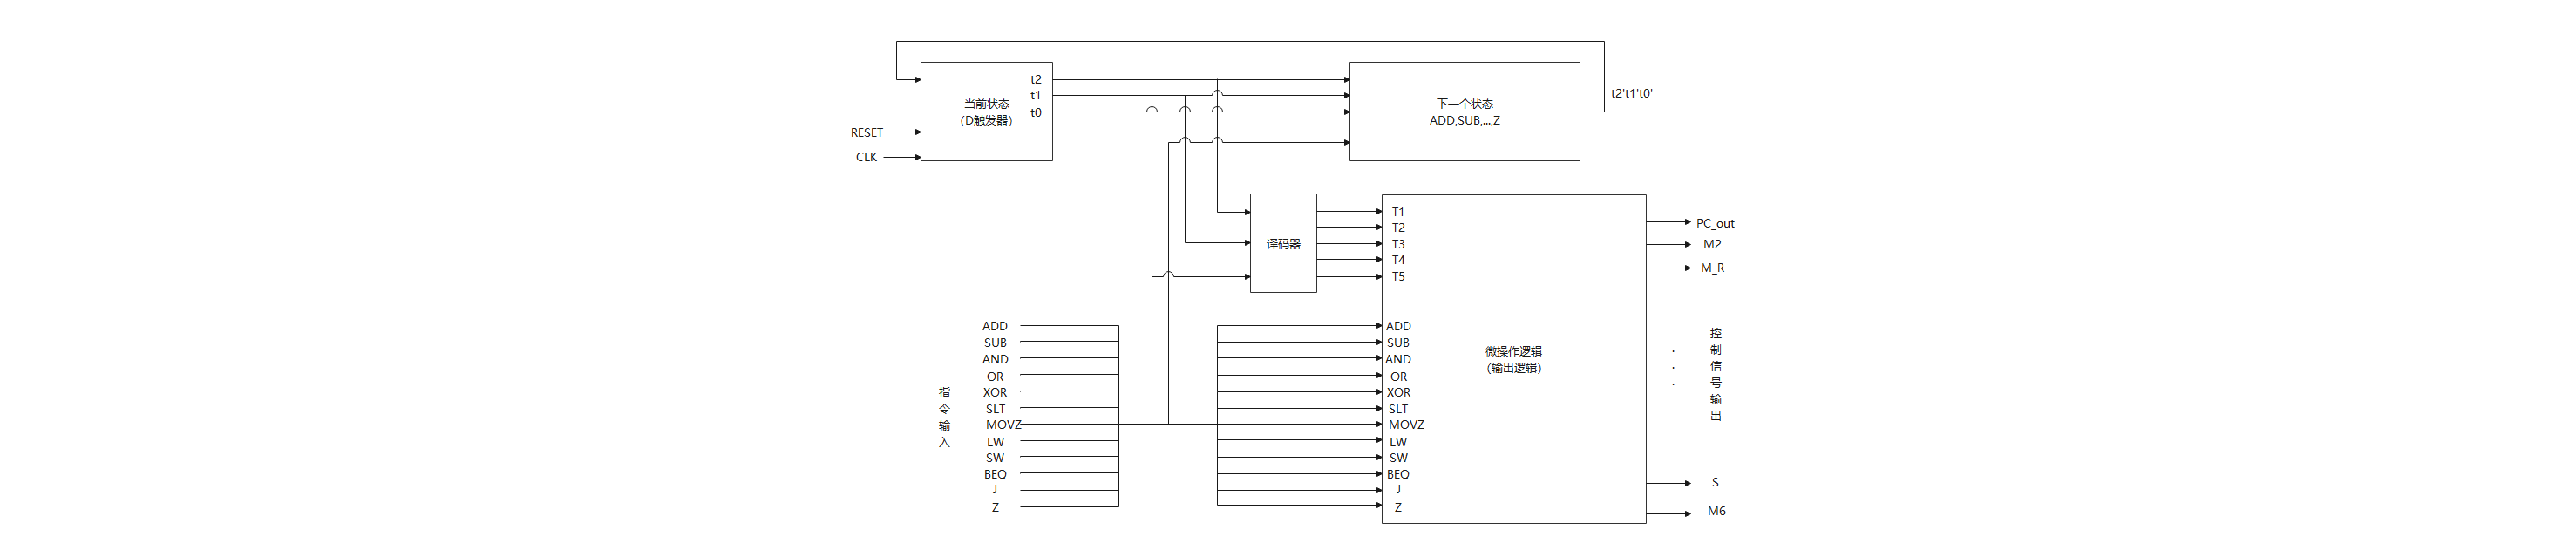 t2
t1
t0
当前状态
（D触发器）
RESET
CLK
下一个状态
ADD,SUB,...,Z
t2't1't0'
译码器
T1
T2
T3
T4
T5
PC_out
M2
M_R
指令输入
ADD
SUB
AND
OR
XOR
SLT
MOVZ
LW
SW
BEQ
J
Z
ADD
SUB
AND
OR
XOR
SLT
MOVZ
LW
SW
BEQ
J
Z
微操作逻辑
（输出逻辑）
...
控制信号输出
S
M6